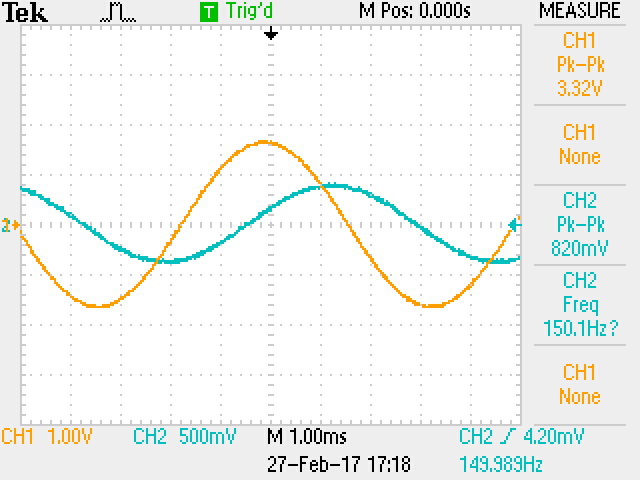 Tek T Trig'd M Pos: 0.000s MEASURE
CH1
Pk-Pk
3.32V
CH1
None
CH2
Pk-Pk
820mV
CH2
Freq
150.1Hz?
CH1
None
2
CH1 1.00V CH2 500mV M 1.00ms CH2 4.20mV
27-Feb-17 17:18 149.989Hz